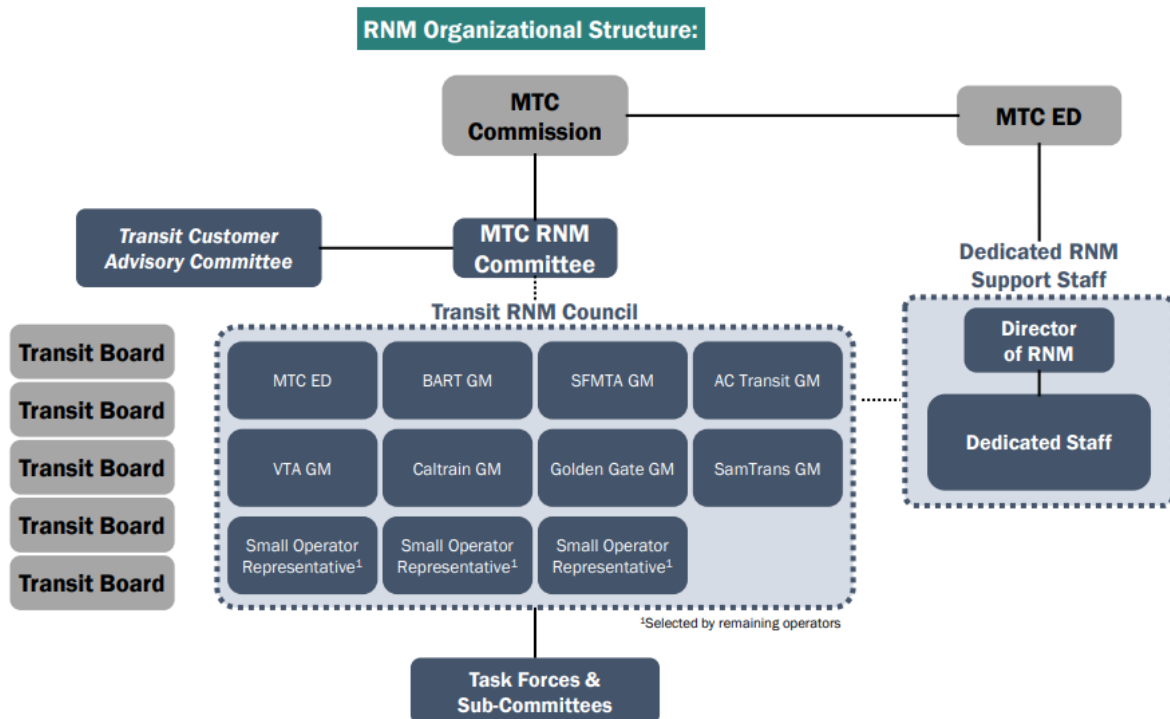 RNM Organizational Structure:
MTC
Commission
MTC ED
Transit Customer
Advisory Committee
MTC RNM
Committee
Dedicated RNM
Support Staff
Transit RNM Council
Director
of RNM
Dedicated Staff
Transit Board
Transit Board
Transit Board
Transit Board
Transit Board
MTC ED
BART GM
SFMTA GM
AC Transit GM
VTA GM
Caltrain GM
Golden Gate GM
SamTrans GM
Small Operator
Representative¹
Small Operator
Representative¹
Small Operator
Representative¹
¹Selected by remaining operators
Task Forces &
Sub-Committees